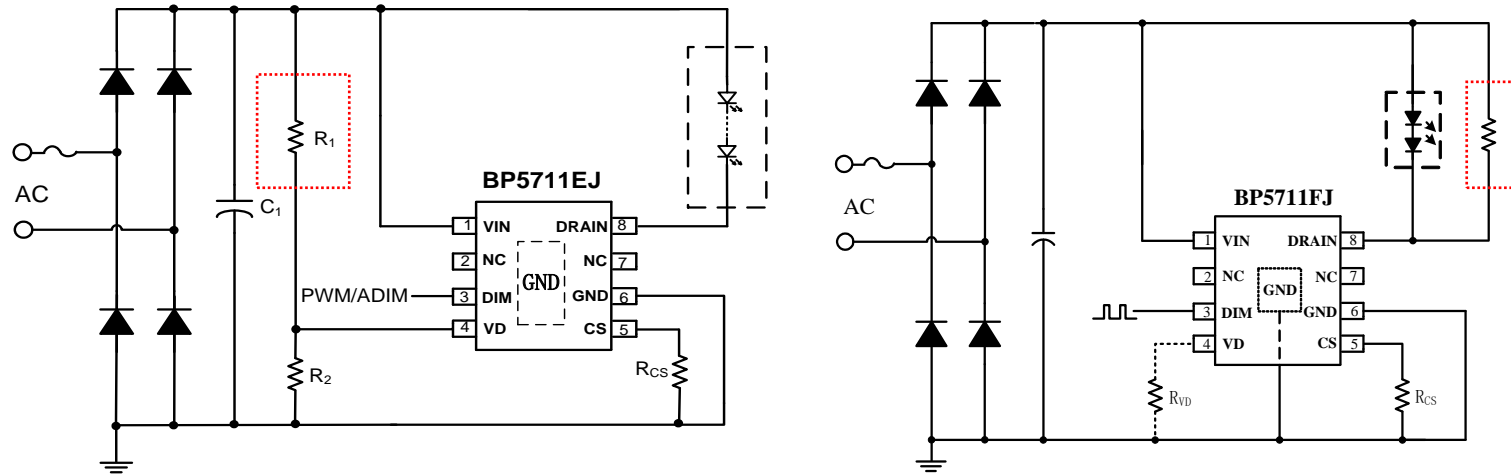 BP5711EJ
R1
AC
C1
1 VIN DRAIN 8
2 NC NC 7
GND
PWM/ADIM 3 DIM GND 6
4 VD CS 5
R2
RCS
BP5711FJ
AC
1 VIN DRAIN 8
2 NC NC 7
GND
3 DIM GND 6
4 VD CS 5
RVD
RCS